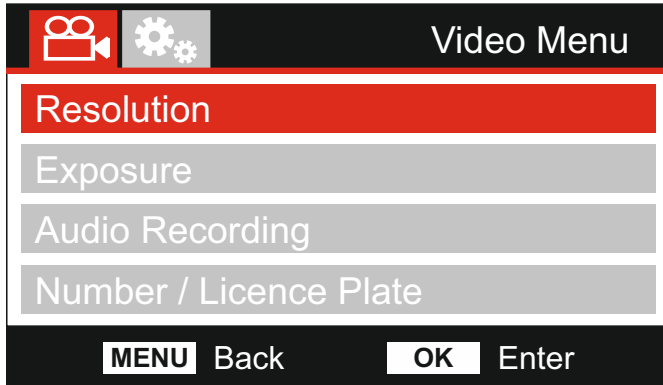 Video Menu
Resolution
Exposure
Audio Recording
Number / Licence Plate
MENU Back OK Enter